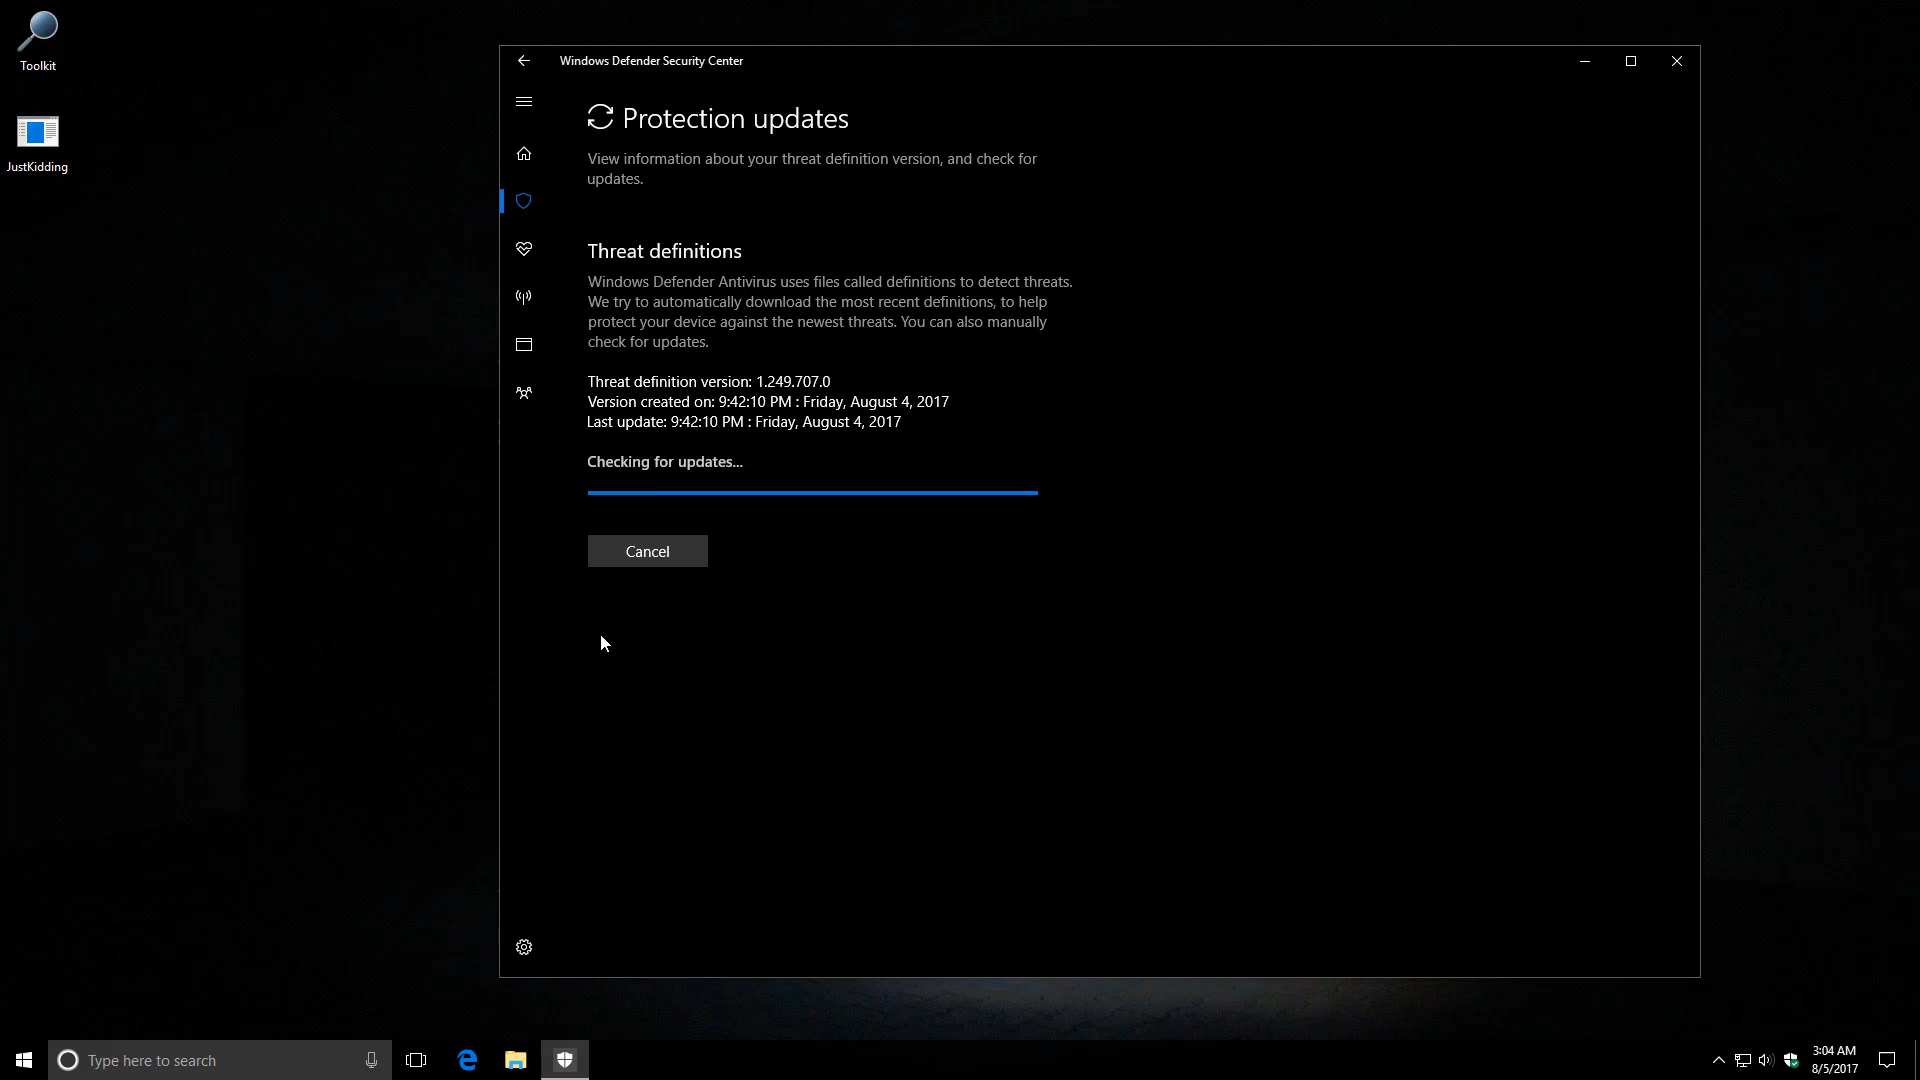 Toolkit
JustKidding
Windows Defender Security Center
Protection updates
View information about your threat definition version, and check for
updates.
Threat definitions
Windows Defender Antivirus uses files called definitions to detect threats.
We try to automatically download the most recent definitions, to help
protect your device against the newest threats. You can also manually
check for updates.
Threat definition version: 1.249.707.0
Version created on: 9:42:10 PM : Friday, August 4, 2017
Last update: 9:42:10 PM : Friday, August 4, 2017
Checking for updates...
Cancel
Type here to search
3:04 AM
8/5/2017